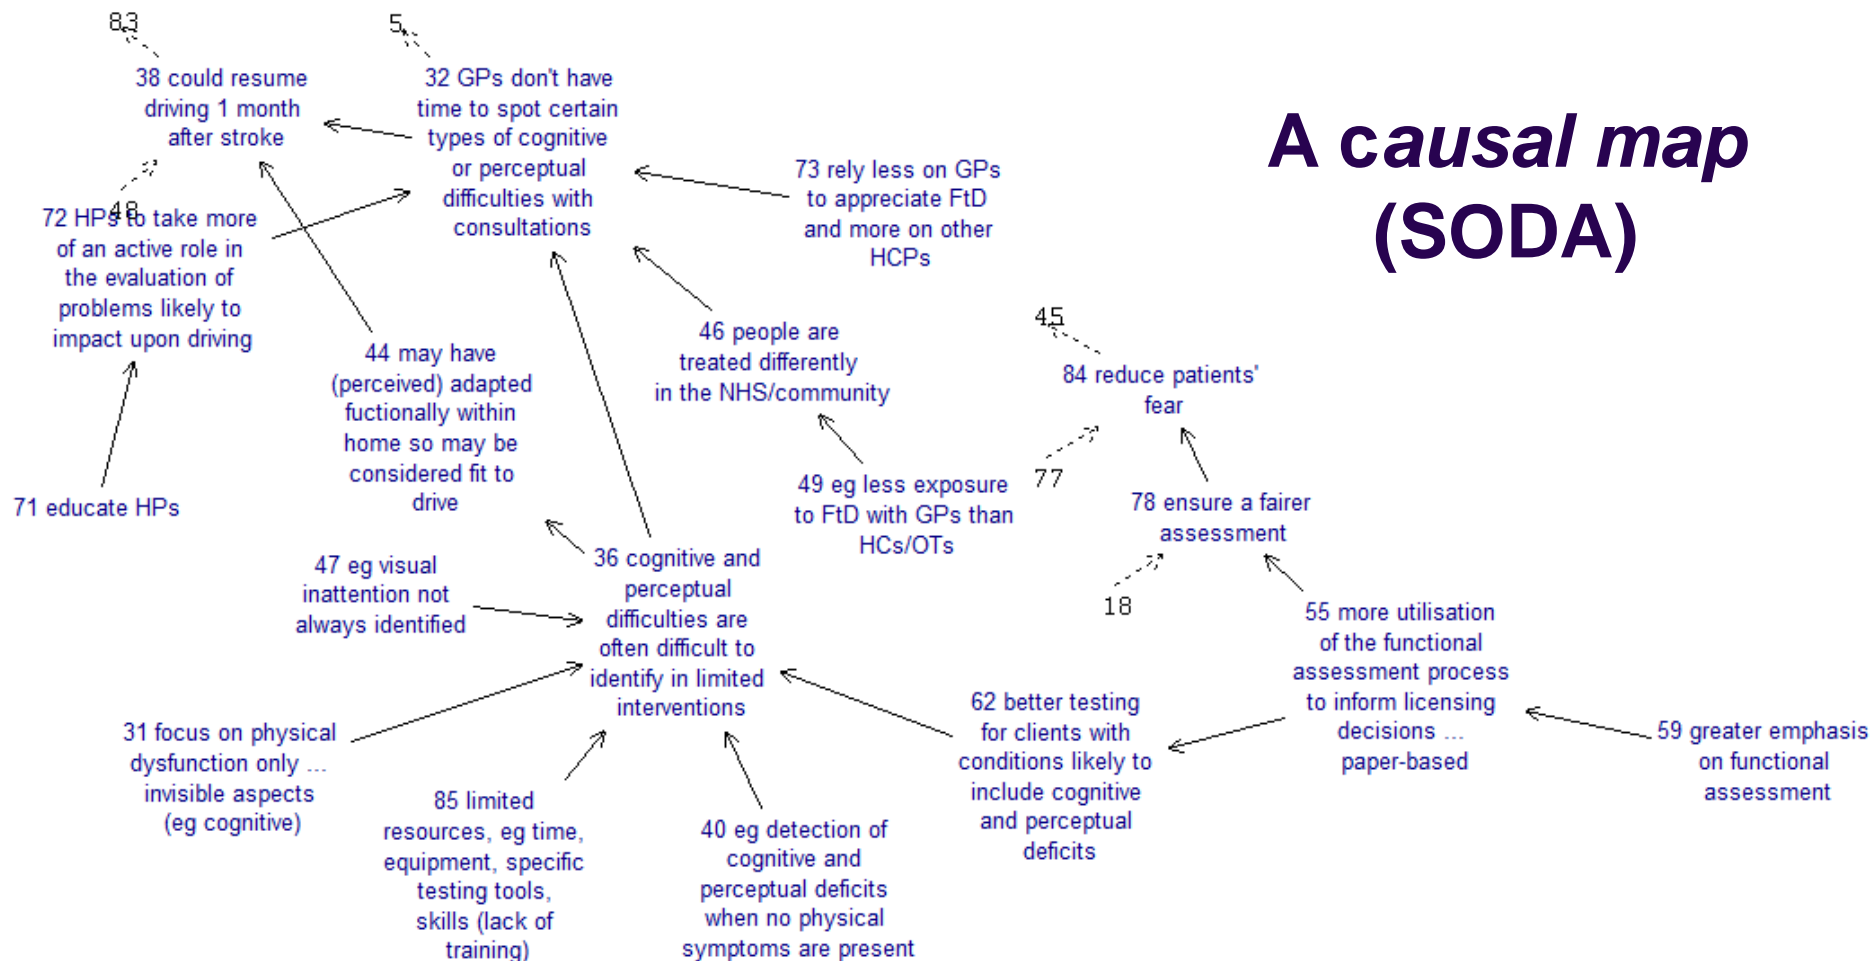 A causal map
(SODA)
83
38 could resume
driving 1 month
after stroke
5
32 GPs don't have
time to spot certain
types of cognitive
or perceptual
difficulties with
consultations
73 rely less on GPs
to appreciate FtD
and more on other
HCPs
48
72 HPs to take more
of an active role in
the evaluation of
problems likely to
impact upon driving
44 may have
(perceived) adapted
fuctionally within
home so may be
considered fit to
drive
46 people are
treated differently
in the NHS/community
45
84 reduce patients'
fear
77
71 educate HPs
49 eg less exposure
to FtD with GPs than
HCs/OTs
78 ensure a fairer
assessment
18
47 eg visual
inattention not
always identified
36 cognitive and
perceptual
difficulties are
often difficult to
identify in limited
interventions
55 more utilisation
of the functional
assessment process
to inform licensing
decisions ...
paper-based
31 focus on physical
dysfunction only ...
invisible aspects
(eg cognitive)
62 better testing
for clients with
conditions likely to
include cognitive
and perceptual
deficits
59 greater emphasis
on functional
assessment
85 limited
resources, eg time,
equipment, specific
testing tools,
skills (lack of
training)
40 eg detection of
cognitive and
perceptual deficits
when no physical
symptoms are present